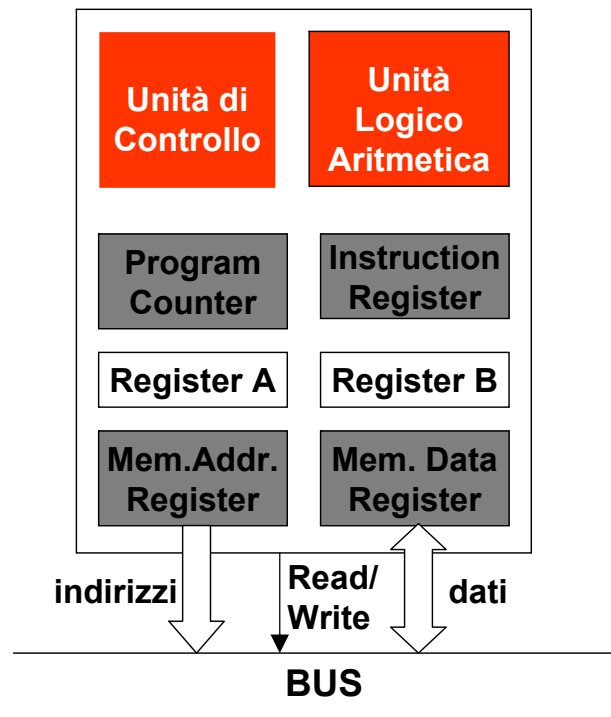 Unità di
Controllo
Unità
Logico
Aritmetica
Program
Counter
Instruction
Register
Register A
Register B
Mem.Addr.
Register
Mem. Data
Register
indirizzi
Read/
Write
dati
BUS